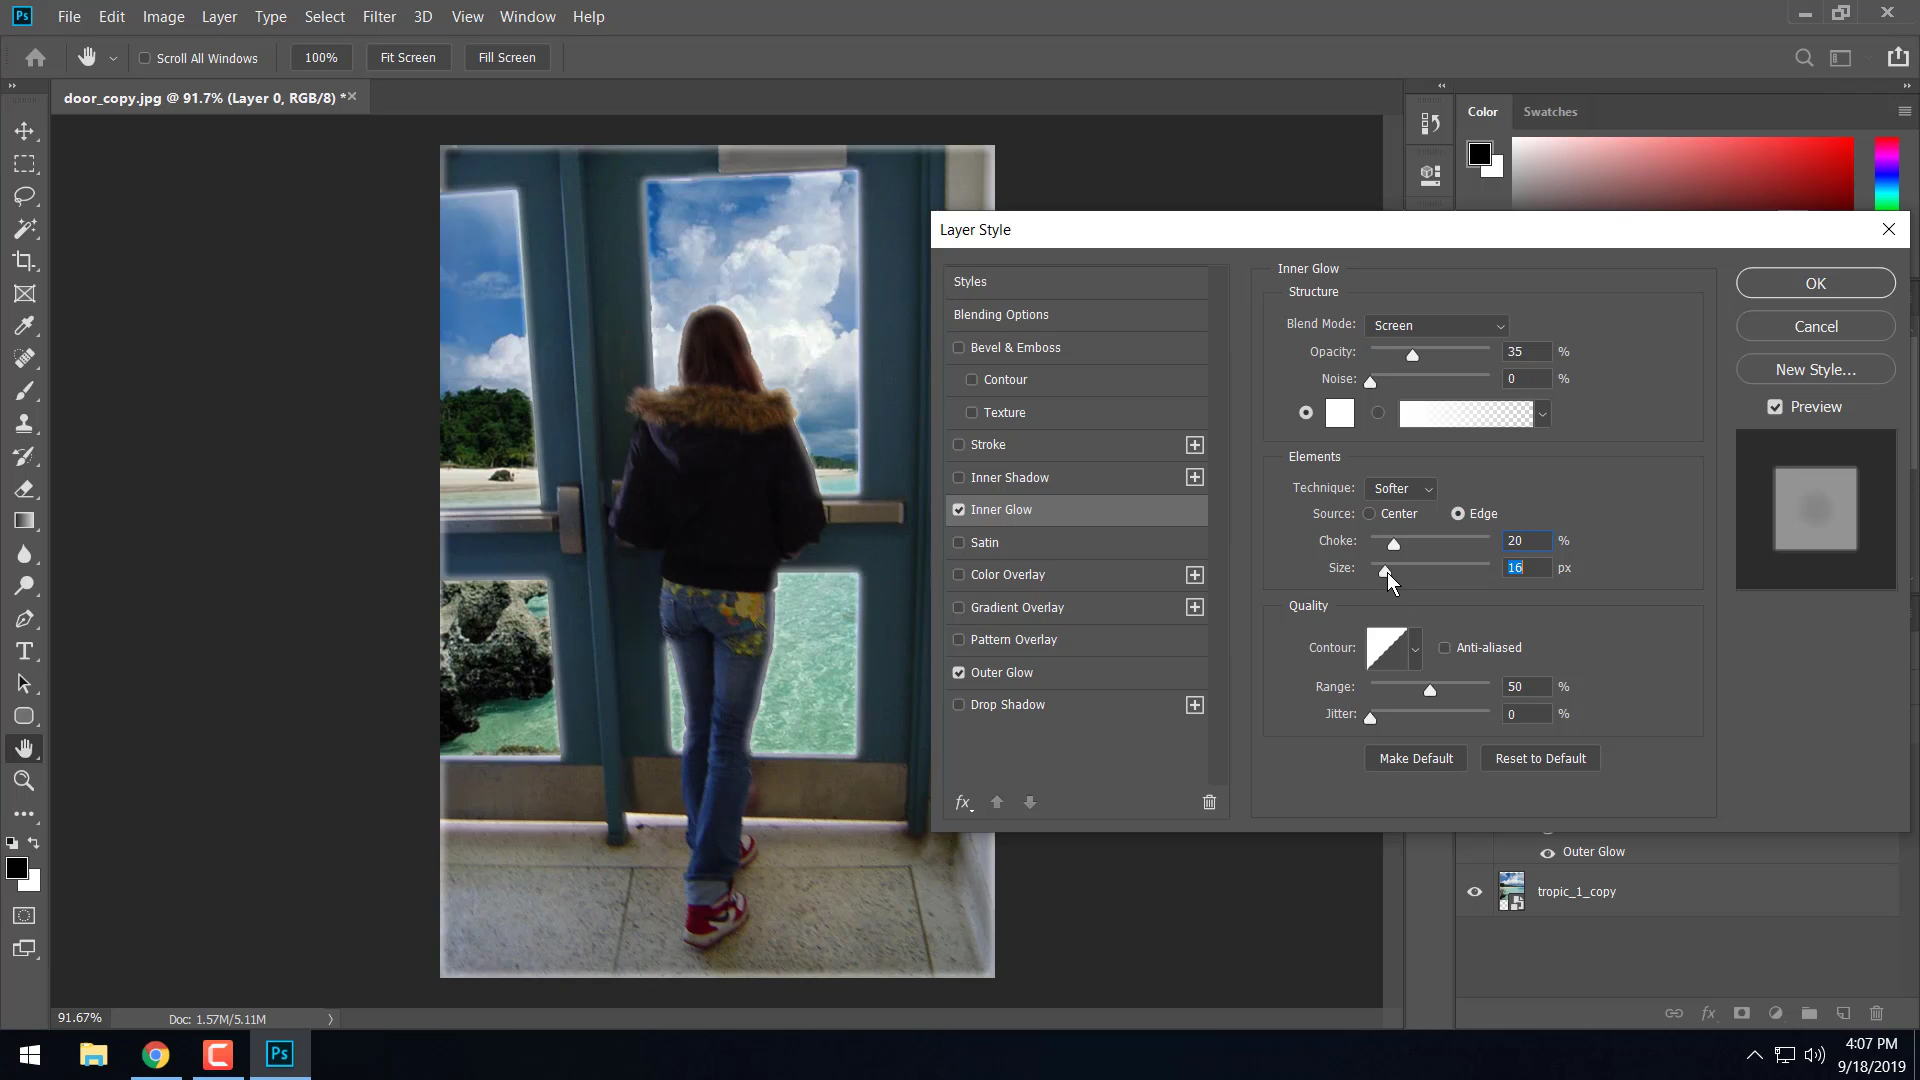 Ps File Edit Image Layer Type Select Filter 3D View Window Help
Scroll All Windows 100% Fit Screen Fill Screen
door_copy.jpg @ 91.7% (Layer 0, RGB/8) *
Color Swatches
Layer Style
Styles
Blending Options
Bevel & Emboss
Contour
Texture
Stroke
Inner Shadow
Inner Glow
Satin
Color Overlay
Gradient Overlay
Pattern Overlay
Outer Glow
Drop Shadow
fx
Inner Glow
Structure
Blend Mode: Screen
Opacity: 35 %
Noise: 0 %
Elements
Technique: Softer
Source: Center Edge
Choke: 20 %
Size: 16 px
Quality
Contour: Anti-aliased
Range: 50 %
Jitter: 0 %
Make Default Reset to Default
OK
Cancel
New Style...
Preview
Outer Glow
tropic_1_copy
fx
91.67% Doc: 1.57M/5.11M
Ps
4:07 PM
9/18/2019